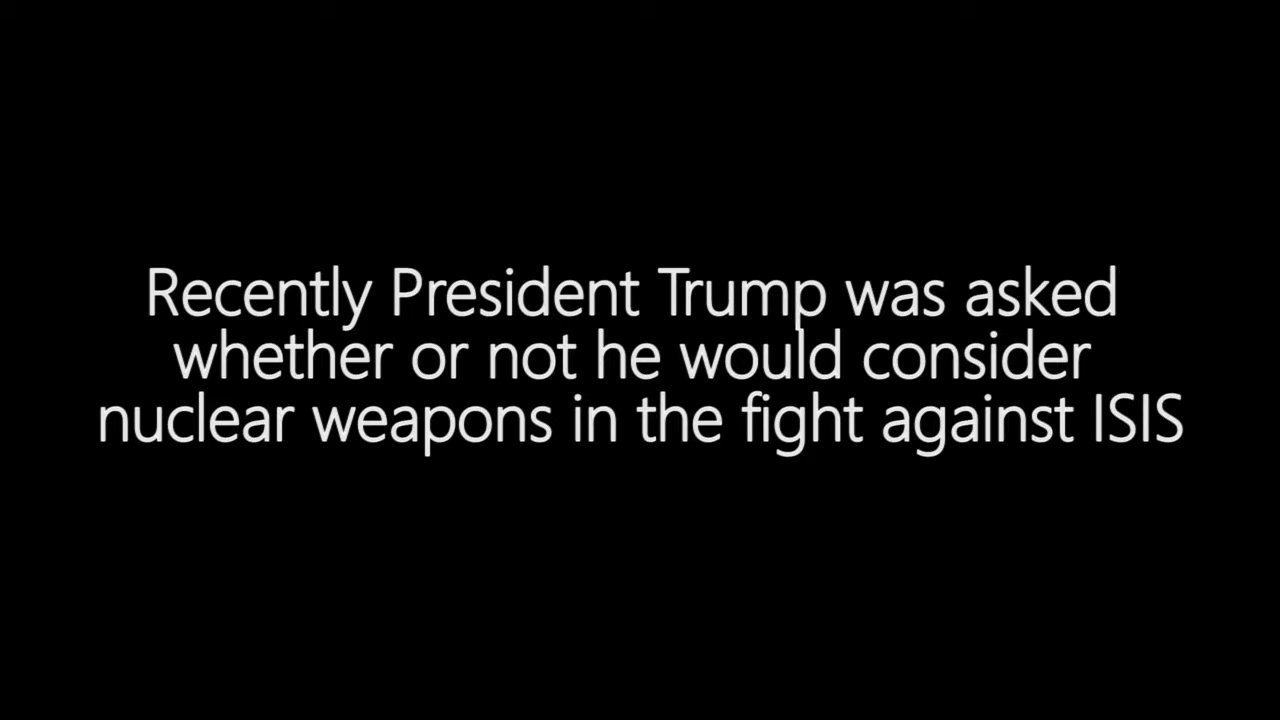 Recently President Trump was asked
whether or not he would consider
nuclear weapons in the fight against ISIS